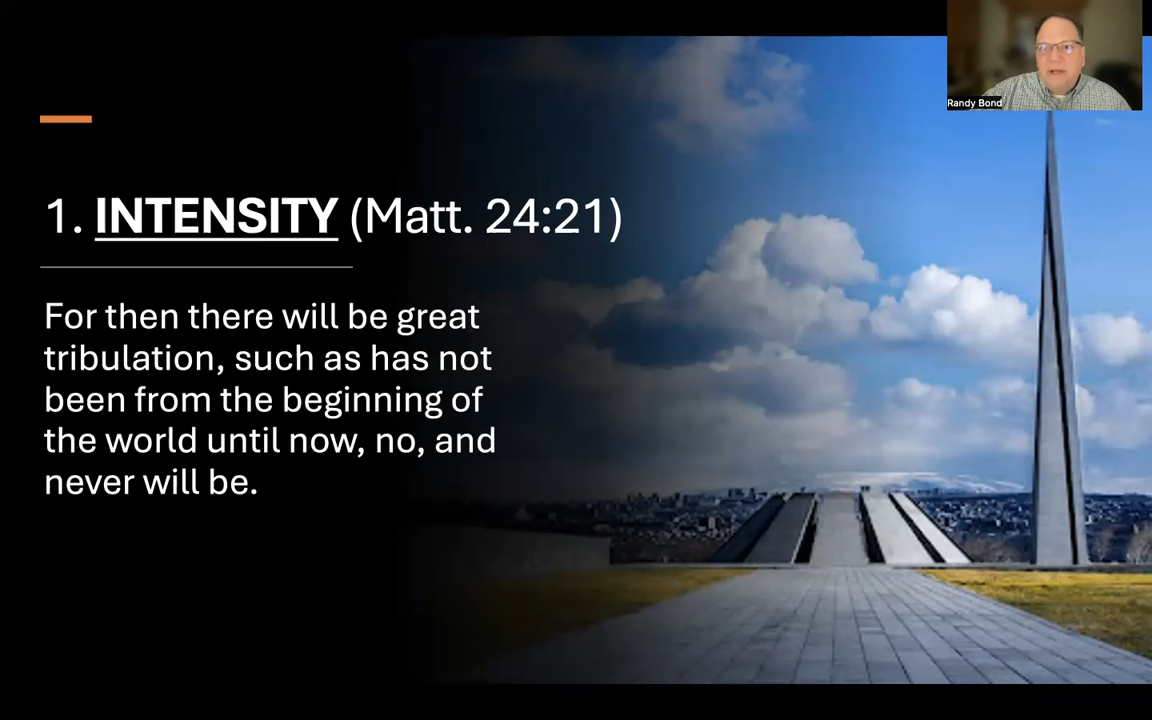 Randy Bond
1. INTENSITY (Matt. 24:21)
For then there will be great
tribulation, such as has not
been from the beginning of
the world until now, no, and
never will be.